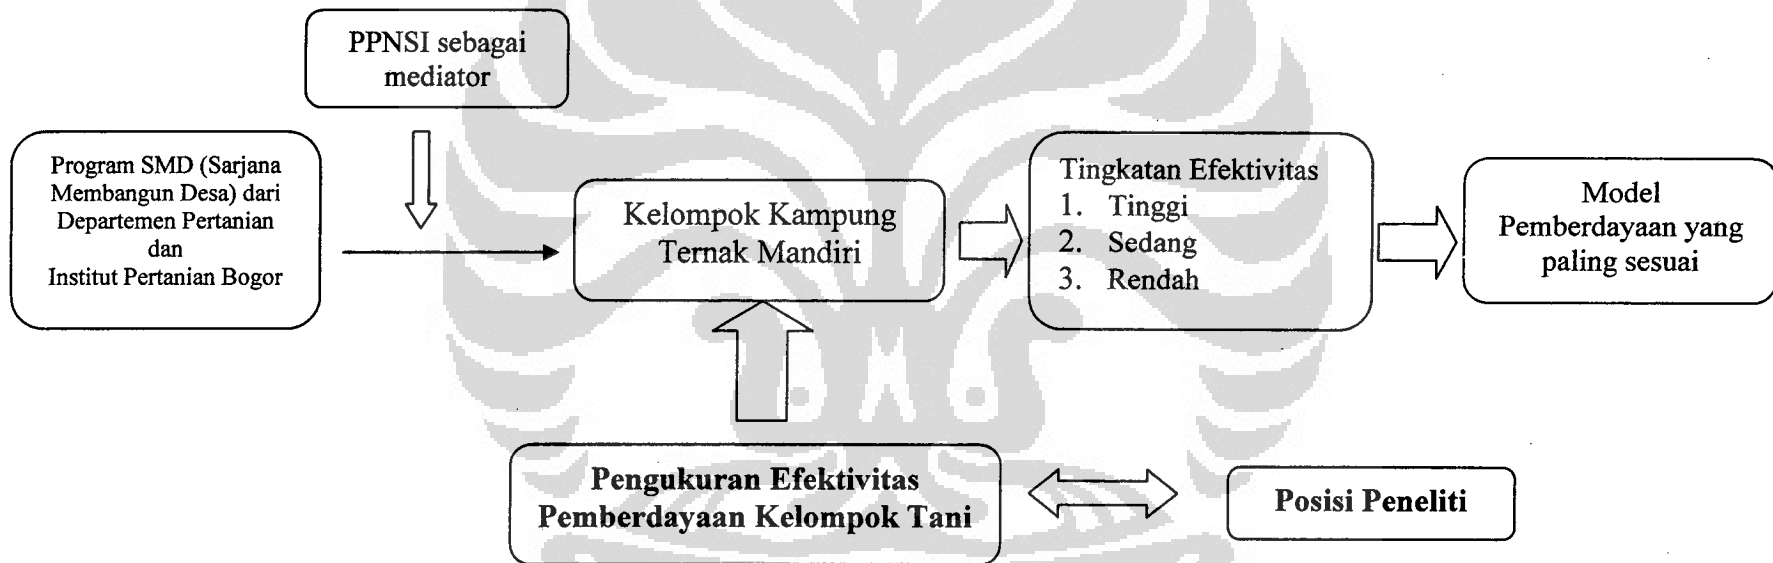 PPNSI sebagai
mediator
Program SMD (Sarjana
Membangun Desa) dari
Departemen Pertanian
dan
Institut Pertanian Bogor
Kelompok Kampung
Ternak Mandiri
Tingkatan Efektivitas
1. Tinggi
2. Sedang
3. Rendah
Model
Pemberdayaan yang
paling sesuai
Pengukuran Efektivitas
Pemberdayaan Kelompok Tani
Posisi Peneliti